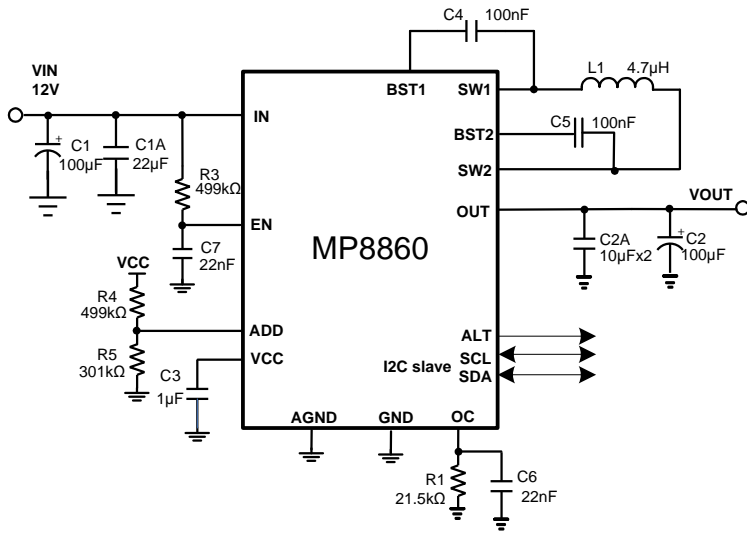 C4
100nF
VIN
12V
BST1
SW1
L1
4.7µH
IN
C1
100µF
C1A
22µF
C5
100nF
BST2
SW2
R3
499kΩ
VOUT
OUT
EN
MP8860
C7
22nF
C2A
10µFx2
C2
100µF
VCC
R4
499kΩ
ADD
ALT
R5
301kΩ
VCC
I2C slave
SCL
SDA
C3
1µF
AGND
GND
OC
R1
21.5kΩ
C6
22nF
+
+